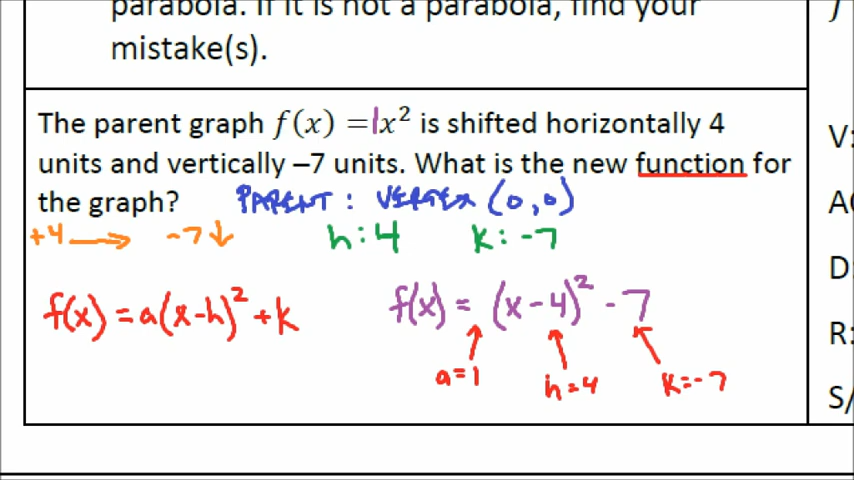 parabola. If it is not a parabola, find your
mistake(s).
The parent graph f(x) = 1x² is shifted horizontally 4
units and vertically –7 units. What is the new function for
the graph? PARENT: VERTEX (0,0)
+4 → -7 ↓ h: 4 k: -7
f(x) = a(x-h)² + k f(x) = (x-4)² - 7
a=1 h=4 k=-7
V:
D:
R:
S/